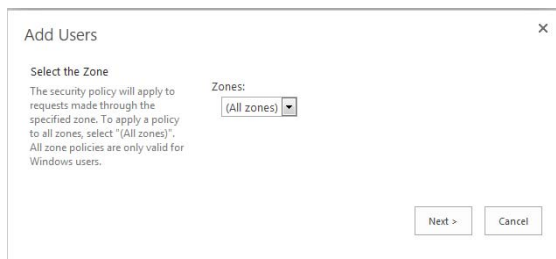 Add Users
Select the Zone
The security policy will apply to
requests made through the
specified zone. To apply a policy
to all zones, select "(All zones)".
All zone policies are only valid for
Windows users.
Zones:
(All zones)
Next >
Cancel